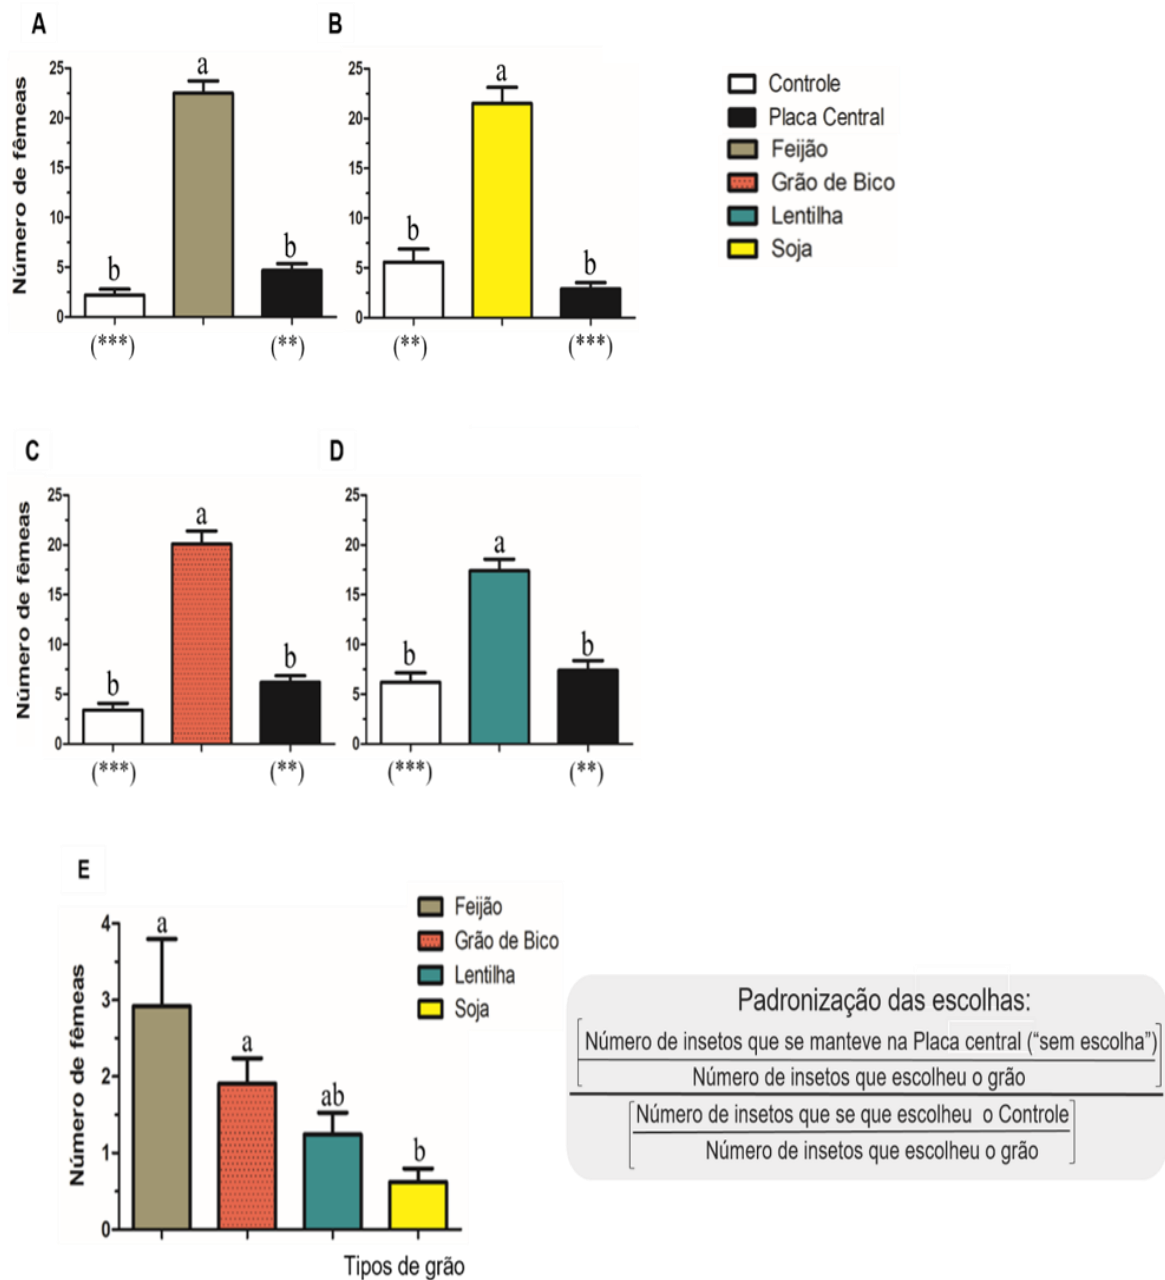 A
B
Número de fêmeas
25
20
15
10
5
0
b
a
b
(***)
(**)
25
20
15
10
5
0
b
a
b
(**)
(***)
Controle
Placa Central
Feijão
Grão de Bico
Lentilha
Soja
C
D
Número de fêmeas
25
20
15
10
5
0
b
a
b
(***)
(**)
25
20
15
10
5
0
b
a
b
(***)
(**)
E
Número de fêmeas
4
3
2
1
0
a
a
ab
b
Feijão
Grão de Bico
Lentilha
Soja
Tipos de grão
Padronização das escolhas:
Número de insetos que se manteve na Placa central (“sem escolha”)
Número de insetos que escolheu o grão
Número de insetos que se que escolheu o Controle
Número de insetos que escolheu o grão